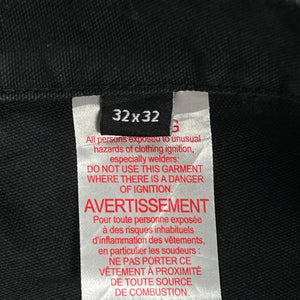 32x32
G
All persons exposed to unusual
hazards of clothing ignition,
especially welders:
DO NOT USE THIS GARMENT
WHERE THERE IS A DANGER
OF IGNITION.
AVERTISSEMENT
Pour toute personne exposée
à des risques inhabituels
d'inflammation des vêtements,
en particulier les soudeurs :
NE PAS PORTER CE
VÊTEMENT À PROXIMITÉ
DE TOUTE SOURCE
DE COMBUSTION.